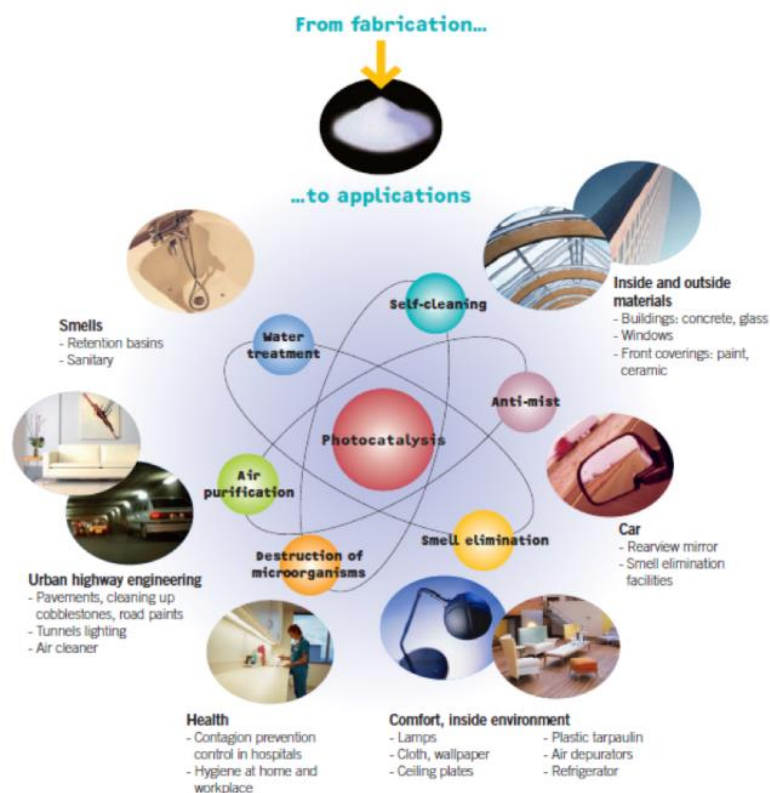 From fabrication...
...to applications
Self-cleaning
Water
treatment
Anti-mist
Photocatalysis
Air
purification
Smell elimination
Destruction of
microorganisms
Smells
- Retention basins
- Sanitary
Inside and outside
materials
- Buildings: concrete, glass
- Windows
- Front coverings: paint,
ceramic
Car
- Rearview mirror
- Smell elimination
facilities
Urban highway engineering
- Pavements, cleaning up
cobblestones, road paints
- Tunnels lighting
- Air cleaner
Health
- Contagion prevention
control in hospitals
- Hygiene at home and
workplace
Comfort, inside environment
- Lamps
- Cloth, wallpaper
- Ceiling plates
- Plastic tarpaulin
- Air depurators
- Refrigerator